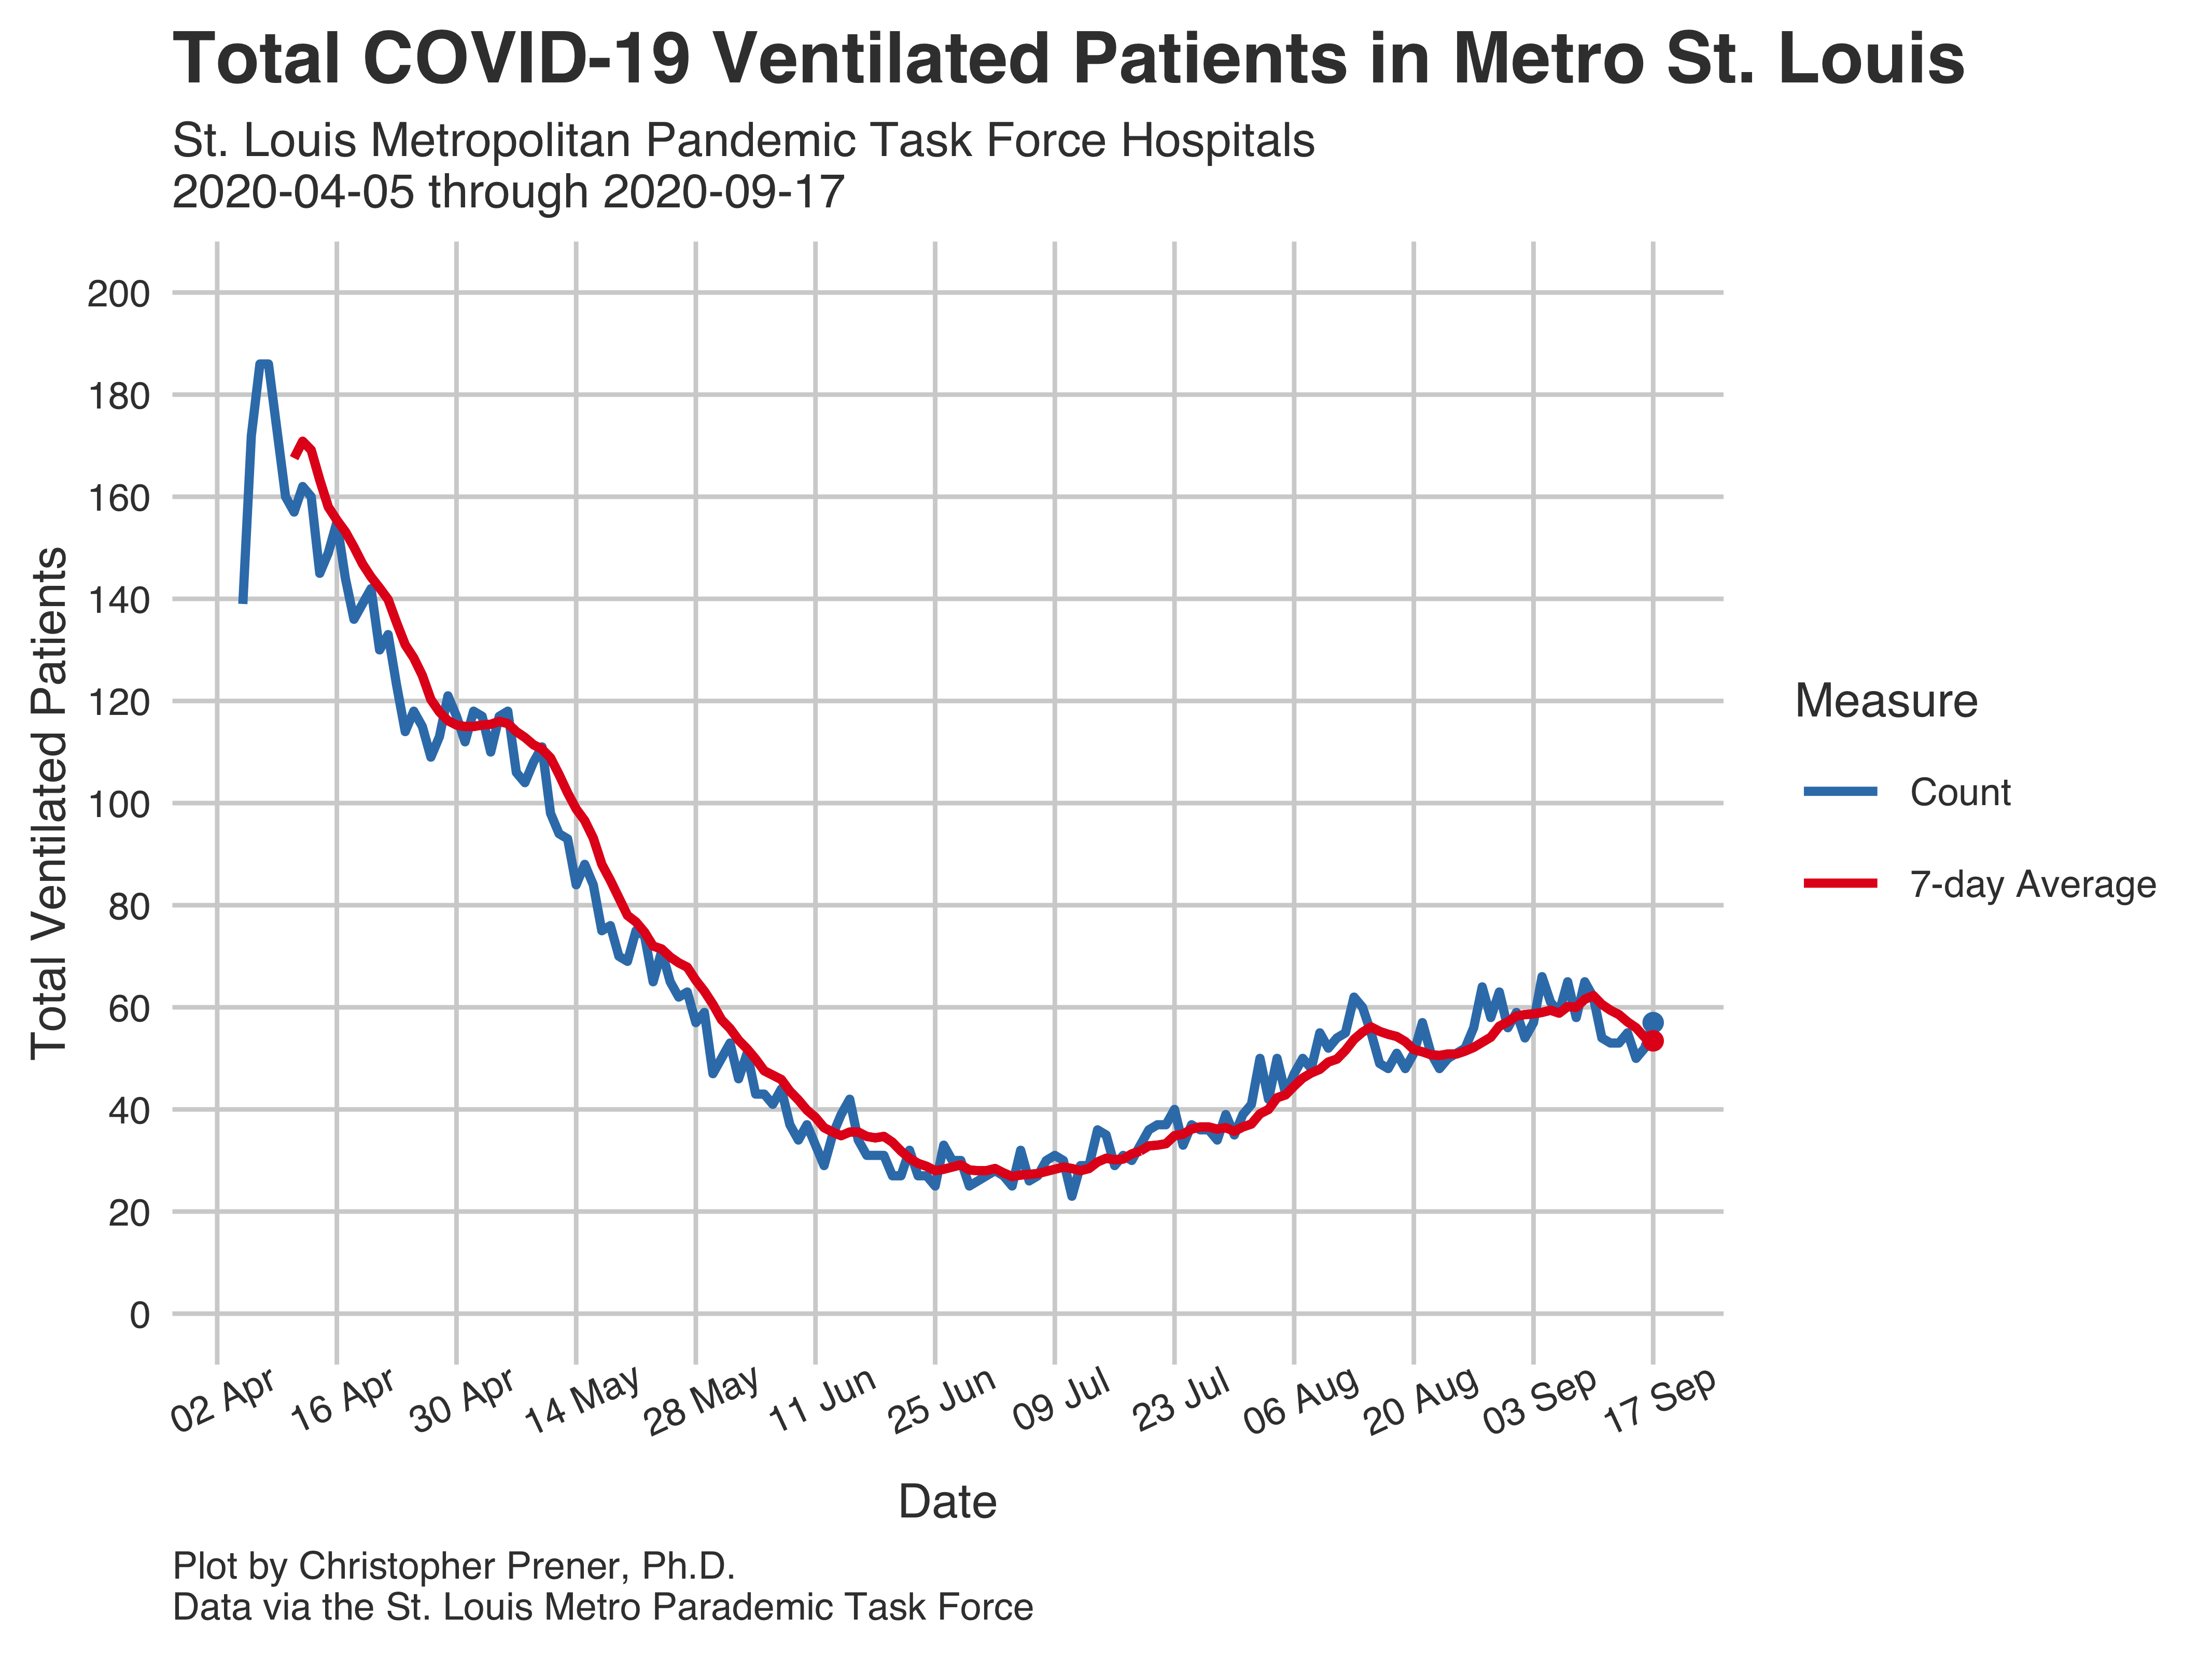 Total COVID-19 Ventilated Patients in Metro St. Louis
St. Louis Metropolitan Pandemic Task Force Hospitals
2020-04-05 through 2020-09-17
Total Ventilated Patients
200
180
160
140
120
100
80
60
40
20
0
02 Apr
16 Apr
30 Apr
14 May
28 May
11 Jun
25 Jun
09 Jul
23 Jul
06 Aug
20 Aug
03 Sep
17 Sep
Date
Measure
Count
7-day Average
Plot by Christopher Prener, Ph.D.
Data via the St. Louis Metro Parademic Task Force